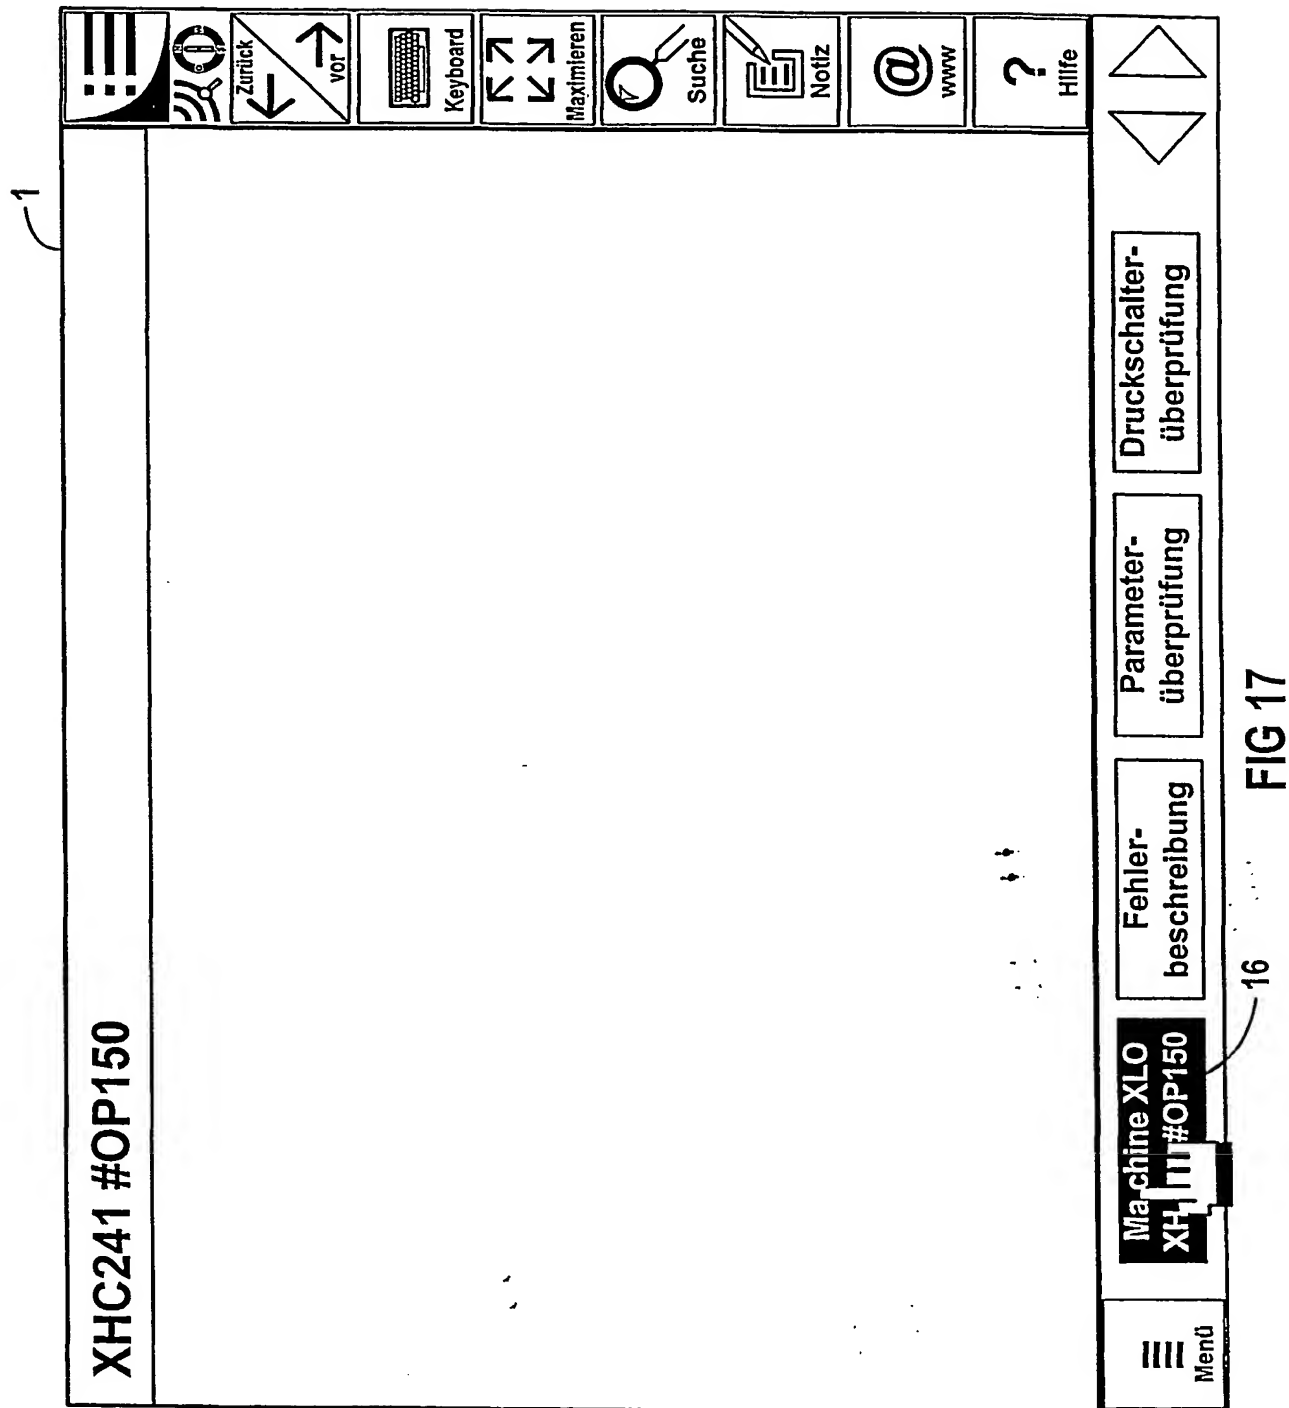 1
XHC241 #OP150
Zurück
vor
Keyboard
Maximieren
Suche
Notiz
@
www
?
Hilfe
Menü
Machine XLO
#OP150
Fehler-
beschreibung
Parameter-
überprüfung
Druckschalter-
überprüfung
16
FIG 17